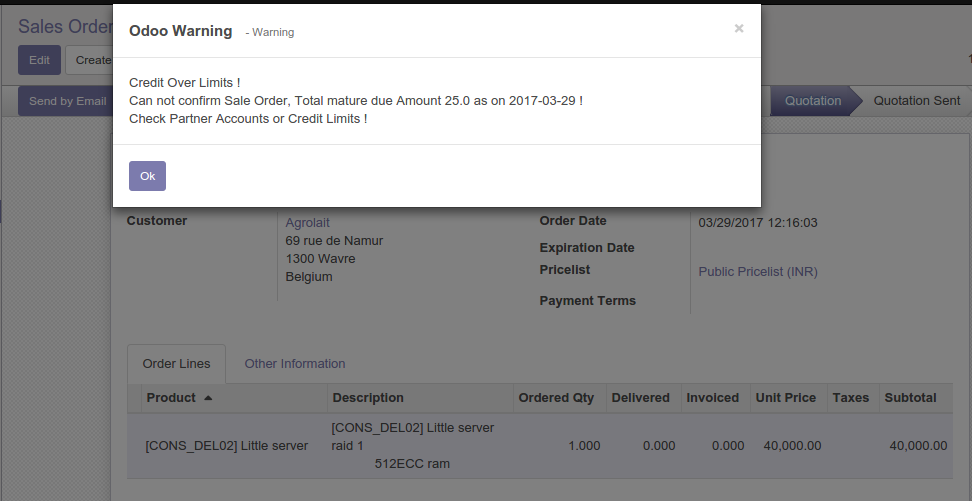 Sales Order
Odoo Warning - Warning ×
Edit Create
Credit Over Limits !
Can not confirm Sale Order, Total mature due Amount 25.0 as on 2017-03-29 !
Check Partner Accounts or Credit Limits !
Send by Email Quotation Quotation Sent
Ok
Customer Agrolait Order Date 03/29/2017 12:16:03
69 rue de Namur
Expiration Date
1300 Wavre
Pricelist Public Pricelist (INR)
Belgium
Payment Terms
Order Lines Other Information
Product Description Ordered Qty Delivered Invoiced Unit Price Taxes Subtotal
[CONS_DEL02] Little server
[CONS_DEL02] Little server raid 1 1.000 0.000 0.000 40,000.00 40,000.00
512ECC ram